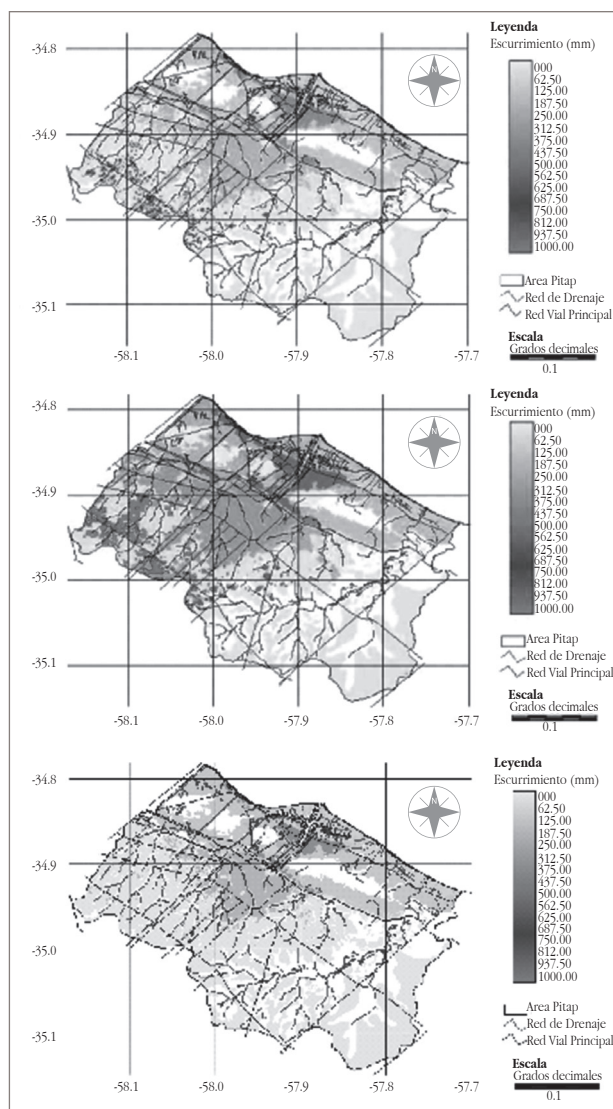 Leyenda
Escurrimiento (mm)
000
62.50
125.00
187.50
250.00
312.50
375.00
437.50
500.00
562.50
625.00
687.50
750.00
812.00
937.50
1000.00
Area Pitap
Red de Drenaje
Red Vial Principal
Escala
Grados decimales
0.1
-34.8
-34.9
-35.0
-35.1
-58.1 -58.0 -57.9 -57.8 -57.7
Leyenda
Escurrimiento (mm)
000
62.50
125.00
187.50
250.00
312.50
375.00
437.50
500.00
562.50
625.00
687.50
750.00
812.00
937.50
1000.00
Area Pitap
Red de Drenaje
Red Vial Principal
Escala
Grados decimales
0.1
-34.8
-34.9
-35.0
-35.1
-58.1 -58.0 -57.9 -57.8 -57.7
Leyenda
Escurrimiento (mm)
000
62.50
125.00
187.50
250.00
312.50
375.00
437.50
500.00
562.50
625.00
687.50
750.00
812.00
937.50
1000.00
Area Pitap
Red de Drenaje
Red Vial Principal
Escala
Grados decimales
0.1
-34.8
-34.9
-35.0
-35.1
-58.1 -58.0 -57.9 -57.8 -57.7